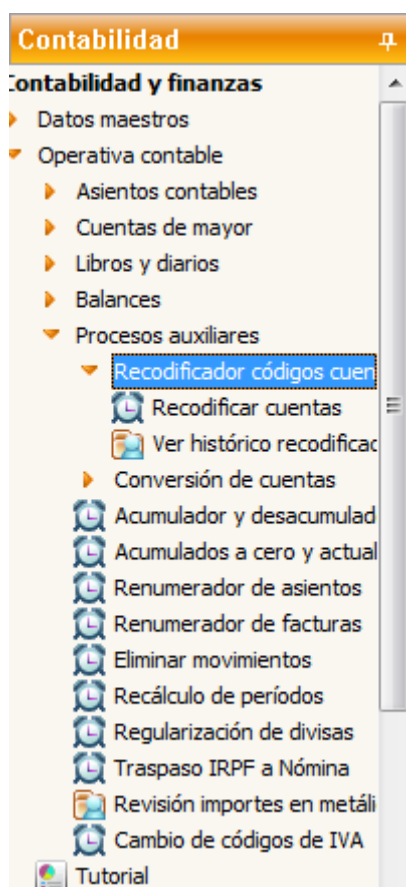 Contabilidad
Contabilidad y finanzas
Datos maestros
Operativa contable
Asientos contables
Cuentas de mayor
Libros y diarios
Balances
Procesos auxiliares
Recodificador códigos cuen
Recodificar cuentas
Ver histórico recodificac
Conversión de cuentas
Acumulador y desacumulad
Acumulados a cero y actual
Renumerador de asientos
Renumerador de facturas
Eliminar movimientos
Recálculo de períodos
Regularización de divisas
Traspaso IRPF a Nómina
Revisión importes en metáli
Cambio de códigos de IVA
Tutorial